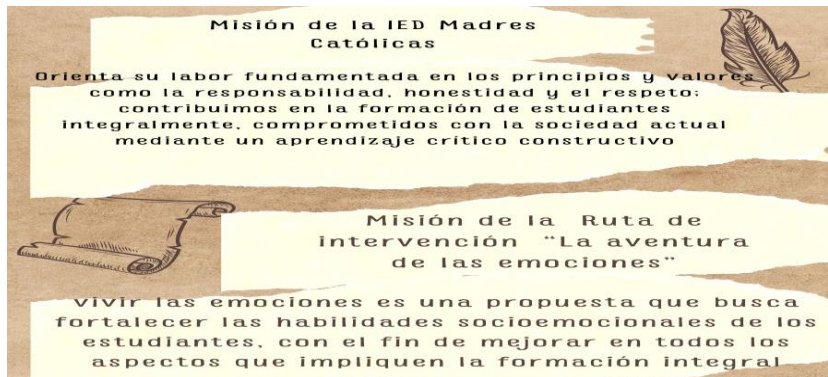 Misión de la IED Madres
Católicas
Orienta su labor fundamentada en los principios y valores
como la responsabilidad, honestidad y el respeto;
contribuimos en la formación de estudiantes
integralmente, comprometidos con la sociedad actual
mediante un aprendizaje crítico constructivo
Misión de la Ruta de
intervención "La aventura
de las emociones"
vivir las emociones es una propuesta que busca
fortalecer las habilidades socioemocionales de los
estudiantes, con el fin de mejorar en todos los
aspectos que impliquen la formación integral